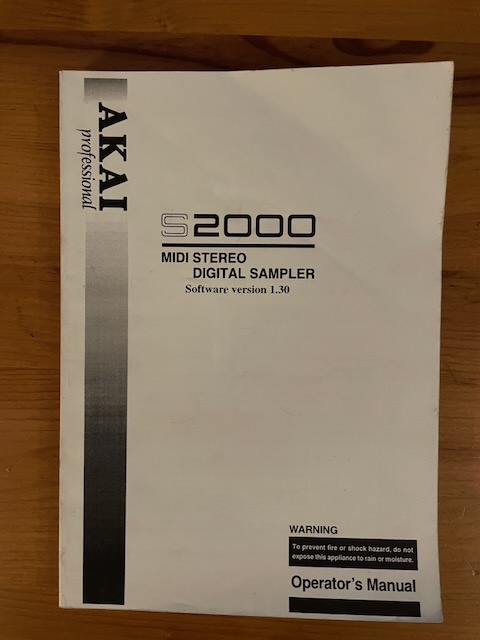 AKAI
professional
S2000
MIDI STEREO
DIGITAL SAMPLER
Software version 1.30
WARNING
To prevent fire or shock hazard, do not
expose this appliance to rain or moisture.
Operator's Manual